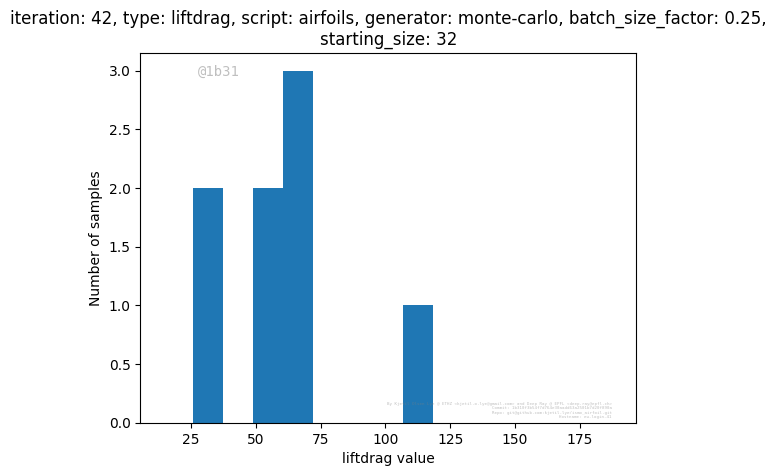 iteration: 42, type: liftdrag, script: airfoils, generator: monte-carlo, batch_size_factor: 0.25,
starting_size: 32
@1b31
3.0
2.5
2.0
1.5
1.0
0.5
0.0
Number of samples
25
50
75
100
125
150
175
liftdrag value